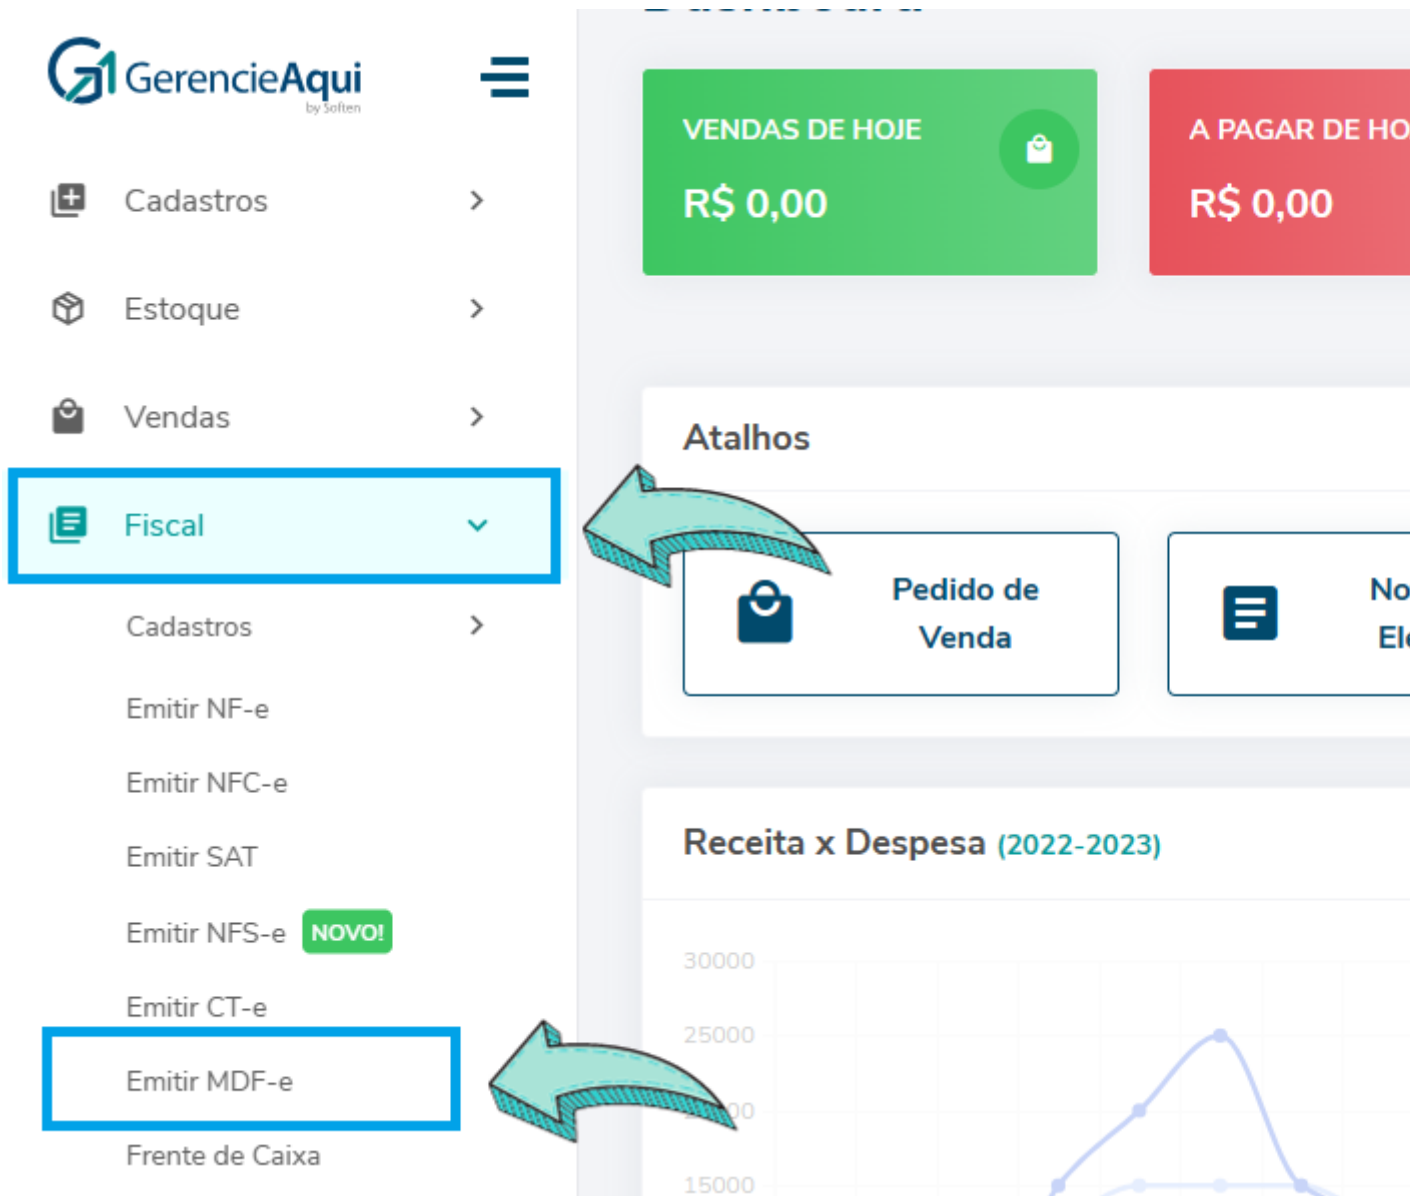 GerencieAqui
by Soften
Cadastros
Estoque
Vendas
Fiscal
Cadastros
Emitir NF-e
Emitir NFC-e
Emitir SAT
Emitir NFS-e NOVO!
Emitir CT-e
Emitir MDF-e
Frente de Caixa
VENDAS DE HOJE
R$ 0,00
A PAGAR DE HO
R$ 0,00
Atalhos
Pedido de
Venda
No
Ele
Receita x Despesa (2022-2023)
30000
25000
15000